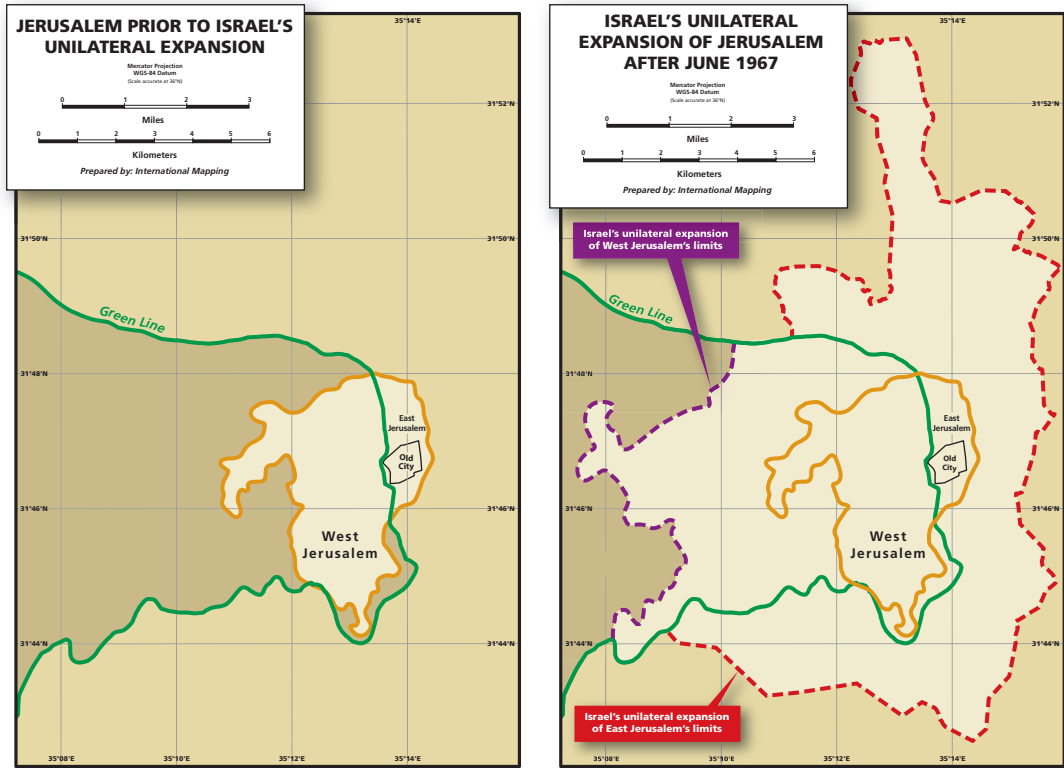 JERUSALEM PRIOR TO ISRAEL'S
UNILATERAL EXPANSION
Mercator Projection
WGS-84 Datum
(Scale accurate at 36°N)
0 1 2 3
Miles
0 1 2 3 4 5 6
Kilometers
Prepared by: International Mapping
35°14'E
31°52'N
31°50'N
31°50'N
Green Line
31°48'N
31°48'N
East
Jerusalem
Old
City
31°46'N
31°46'N
West
Jerusalem
31°44'N
31°44'N
35°08'E
35°10'E
35°12'E
35°14'E
ISRAEL'S UNILATERAL
EXPANSION OF JERUSALEM
AFTER JUNE 1967
Mercator Projection
WGS-84 Datum
(Scale accurate at 36°N)
0 1 2 3
Miles
0 1 2 3 4 5 6
Kilometers
Prepared by: International Mapping
35°14'E
31°52'N
Israel's unilateral expansion
of West Jerusalem's limits
31°50'N
31°50'N
Green Line
31°48'N
31°48'N
East
Jerusalem
Old
City
31°46'N
31°46'N
West
Jerusalem
31°44'N
31°44'N
Israel's unilateral expansion
of East Jerusalem's limits
35°08'E
35°10'E
35°12'E
35°14'E